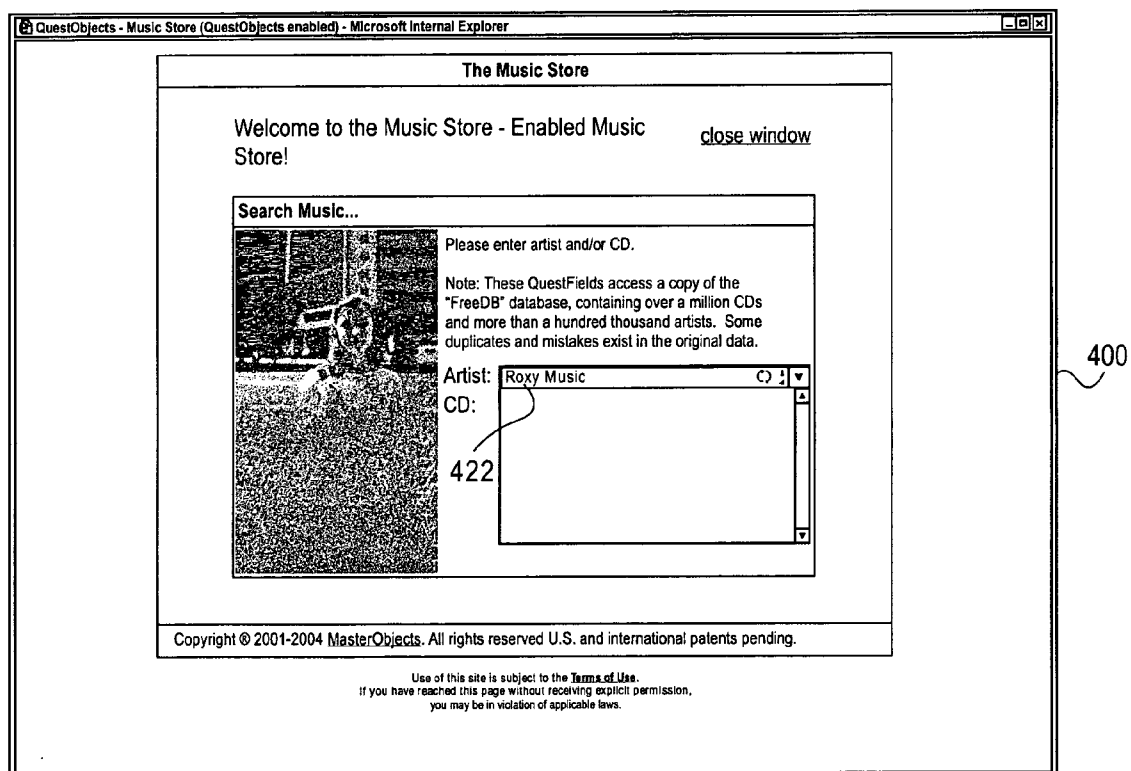 QuestObjects - Music Store (QuestObjects enabled) - Microsoft Internal Explorer
The Music Store
Welcome to the Music Store - Enabled Music
Store!
close window
Search Music...
Please enter artist and/or CD.
Note: These QuestFields access a copy of the
"FreeDB" database, containing over a million CDs
and more than a hundred thousand artists. Some
duplicates and mistakes exist in the original data.
Artist: Roxy Music
CD:
422
400
Copyright ® 2001-2004 MasterObjects. All rights reserved U.S. and international patents pending.
Use of this site is subject to the Terms of Use.
If you have reached this page without receiving explicit permission,
you may be in violation of applicable laws.